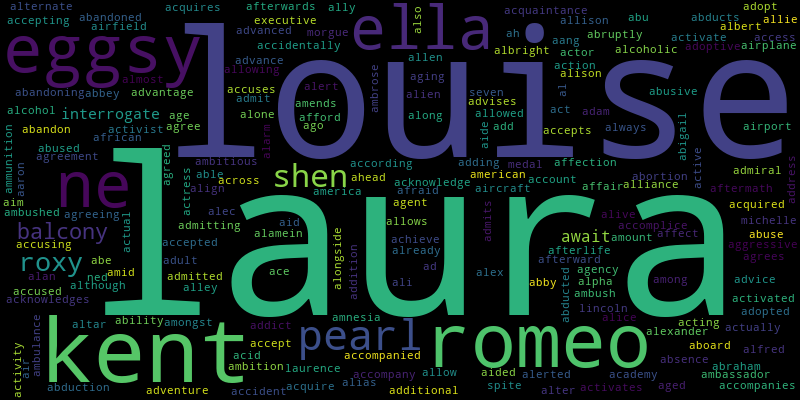 alternate acquires afterwards ally also acquaintance abu abducts adopt
accepting abandoned executive ella ah allison albert allie
airfield advanced accidentally aang abruptly activate access
eggsy louise albright actor alcoholic adoptive airplane
morgue allen action
almost allowing advance ambrose aging alison
abandoning abbey advantage accuses alert alien seven al abusive
admit amends advises
alcohol interrogate age alone afford along allowed act adam always airport
abandon activist agree alarm ago aide add accepts abigail
ammunition african
abused agreed ambitious according adding medal affection active
agreement able shen ahead acknowledge american abortion admiral
aaron ne actress across america afraid aircraft account affair alliance aftermath address
aim align agent alive acquired
ambushed agreeing actual alec admits accomplice michelle
balcony admitting aid alamein allows await amount affect abuse
accusing accepted alongside achieve afterlife aggressive
roxy abe amid adult ace addition already afterward agency among agrees
alan ned admitted ad alex abby alpha advice
accused although alley ali abducted ambush activated
acknowledges laura lincoln adopted
ambulance altar ability amongst amnesia alice acting actually
kent addict pearl romeo alexander
activity air acid accept accompanied aboard alfred
ambition laurence accompany allow aided alerted academy absence abraham
abduction adventure accident acquire alias additional spite alter activates aged ambassador accompanies